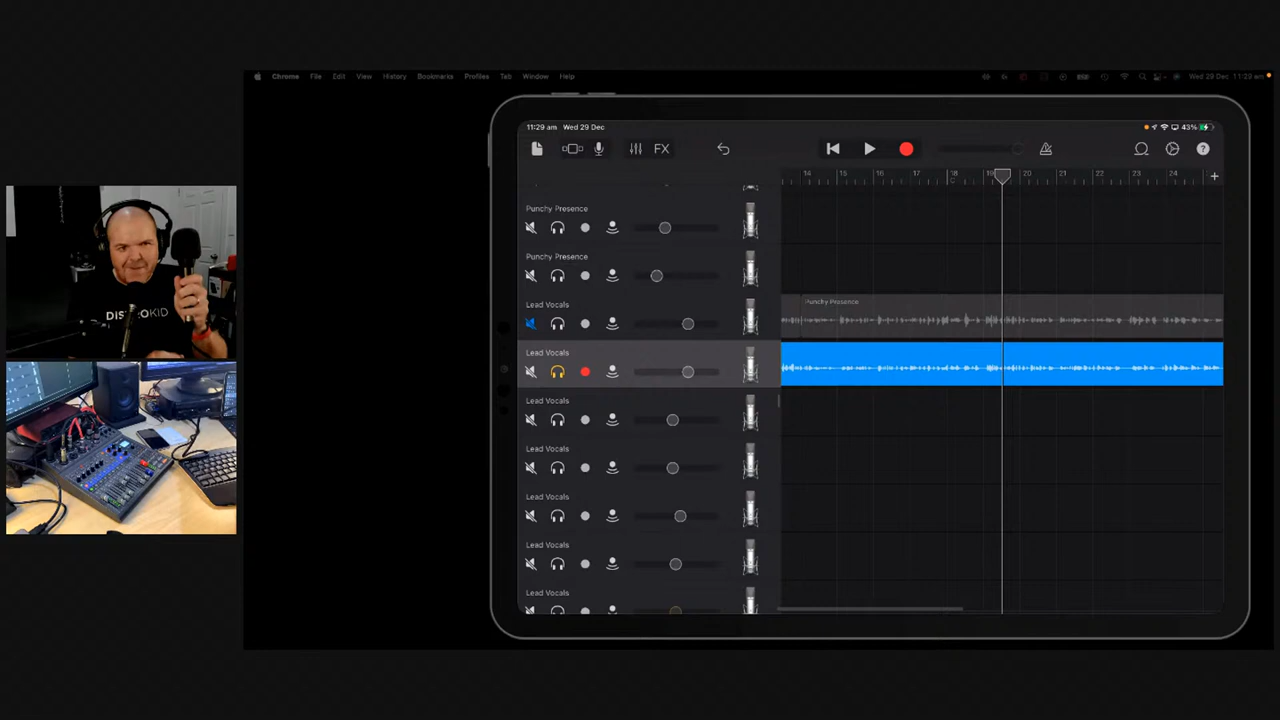 Chrome File Edit View History Bookmarks Profiles Tab Window Help
Wed 29 Dec 11:29 am
11:29 am Wed 29 Dec
43%
FX
14 15 16 17 18 19 20 21 22 23 24
Punchy Presence
Punchy Presence
Lead Vocals
Punchy Presence
Lead Vocals
Lead Vocals
Lead Vocals
Lead Vocals
Lead Vocals
Lead Vocals